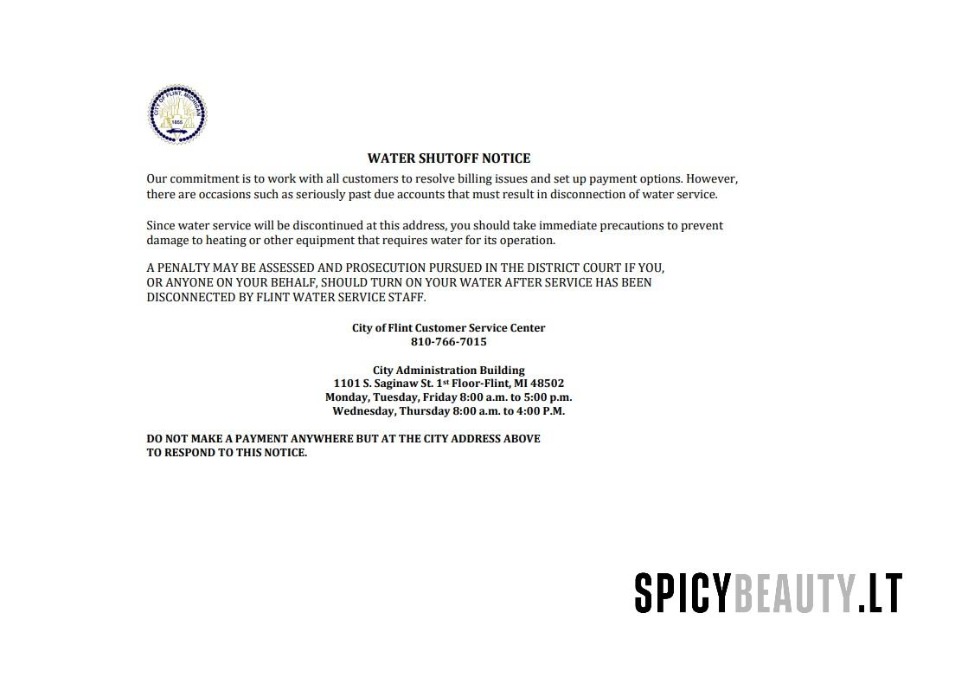 CITY OF FLINT, MICHIGAN
1855
WATER SHUTOFF NOTICE
Our commitment is to work with all customers to resolve billing issues and set up payment options. However,
there are occasions such as seriously past due accounts that must result in disconnection of water service.
Since water service will be discontinued at this address, you should take immediate precautions to prevent
damage to heating or other equipment that requires water for its operation.
A PENALTY MAY BE ASSESSED AND PROSECUTION PURSUED IN THE DISTRICT COURT IF YOU,
OR ANYONE ON YOUR BEHALF, SHOULD TURN ON YOUR WATER AFTER SERVICE HAS BEEN
DISCONNECTED BY FLINT WATER SERVICE STAFF.
City of Flint Customer Service Center
810-766-7015
City Administration Building
1101 S. Saginaw St. 1st Floor-Flint, MI 48502
Monday, Tuesday, Friday 8:00 a.m. to 5:00 p.m.
Wednesday, Thursday 8:00 a.m. to 4:00 P.M.
DO NOT MAKE A PAYMENT ANYWHERE BUT AT THE CITY ADDRESS ABOVE
TO RESPOND TO THIS NOTICE.
SPICYBEAUTY.LT